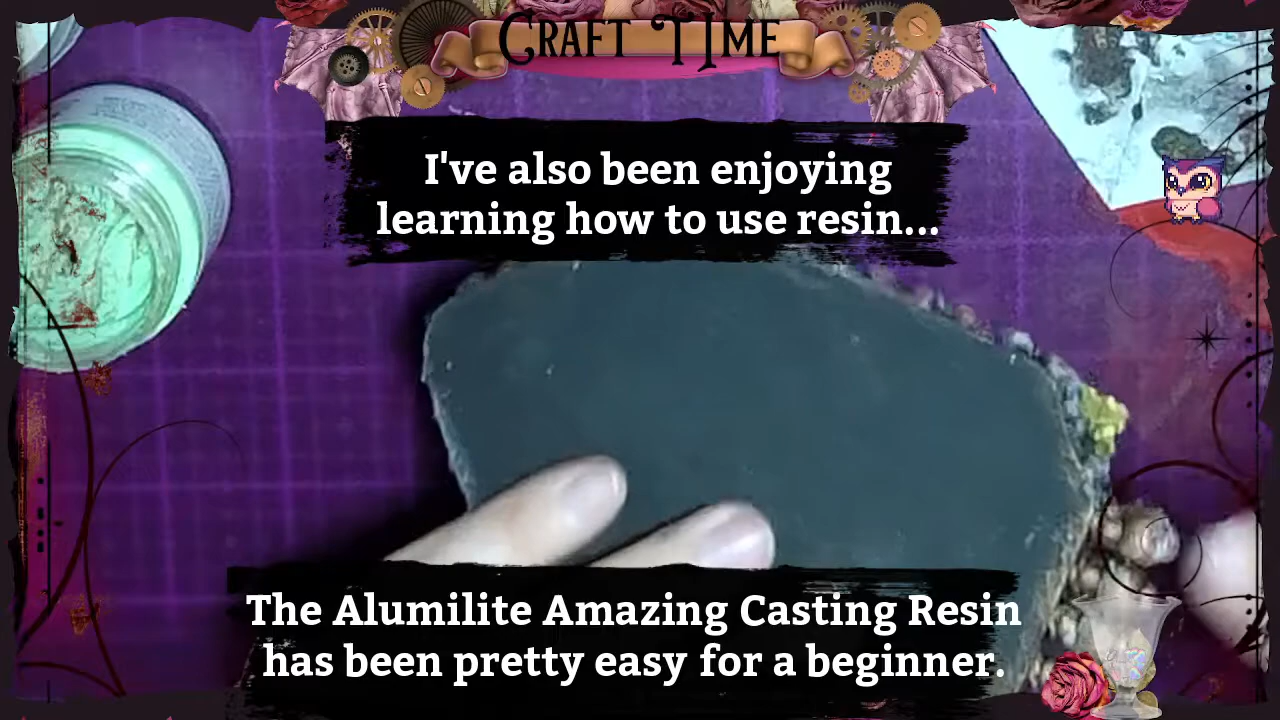 CRAFT TIME
I've also been enjoying
learning how to use resin...
The Alumilite Amazing Casting Resin
has been pretty easy for a beginner.